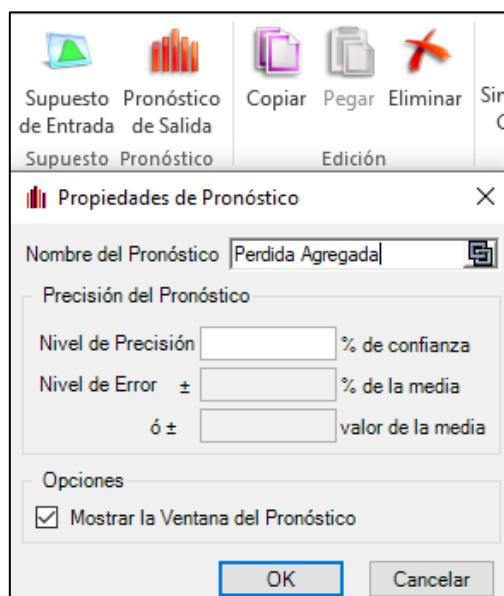 Supuesto de Entrada
Pronóstico de Salida
Copiar
Pegar
Eliminar
Supuesto
Pronóstico
Edición
Propiedades de Pronóstico
Nombre del Pronóstico Perdida Agregada
Precisión del Pronóstico
Nivel de Precisión % de confianza
Nivel de Error ± % de la media
ó ± valor de la media
Opciones
Mostrar la Ventana del Pronóstico
OK Cancelar